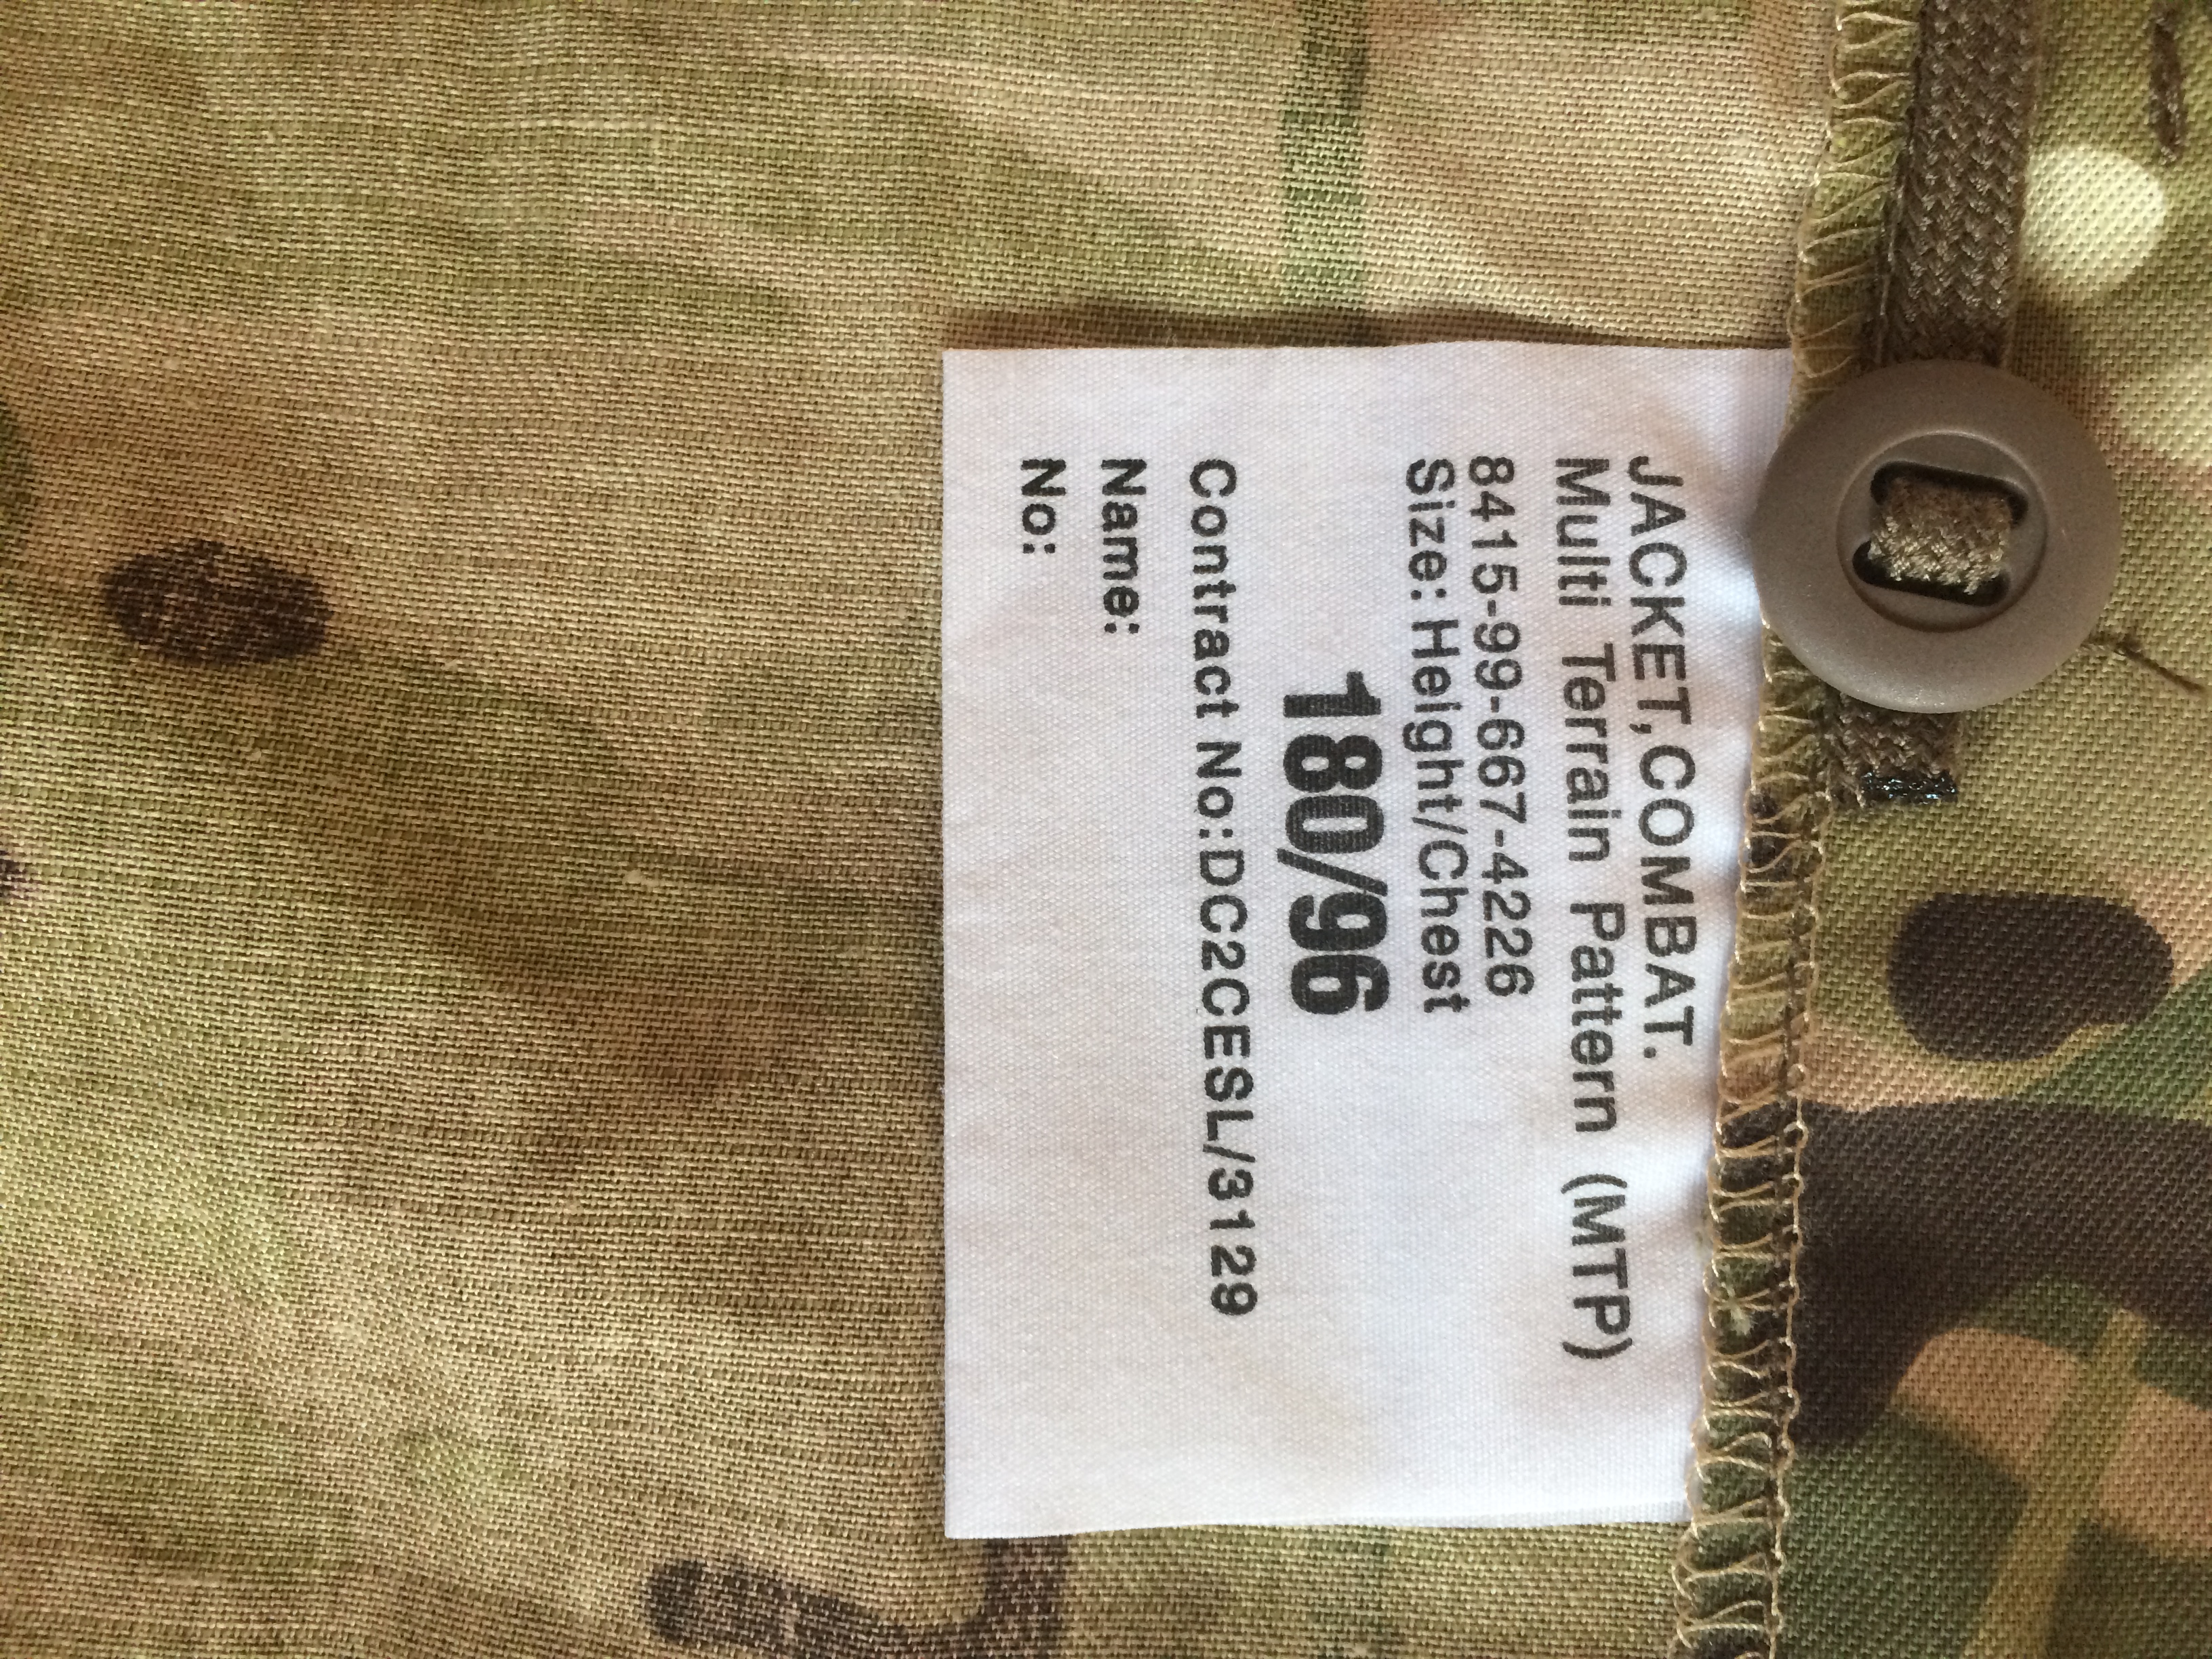 JACKET,COMBAT.
Multi Terrain Pattern (MTP)
8415-99-667-4226
Size: Height/Chest
180/96
Contract No:DC2CESL/3129
Name:
No: